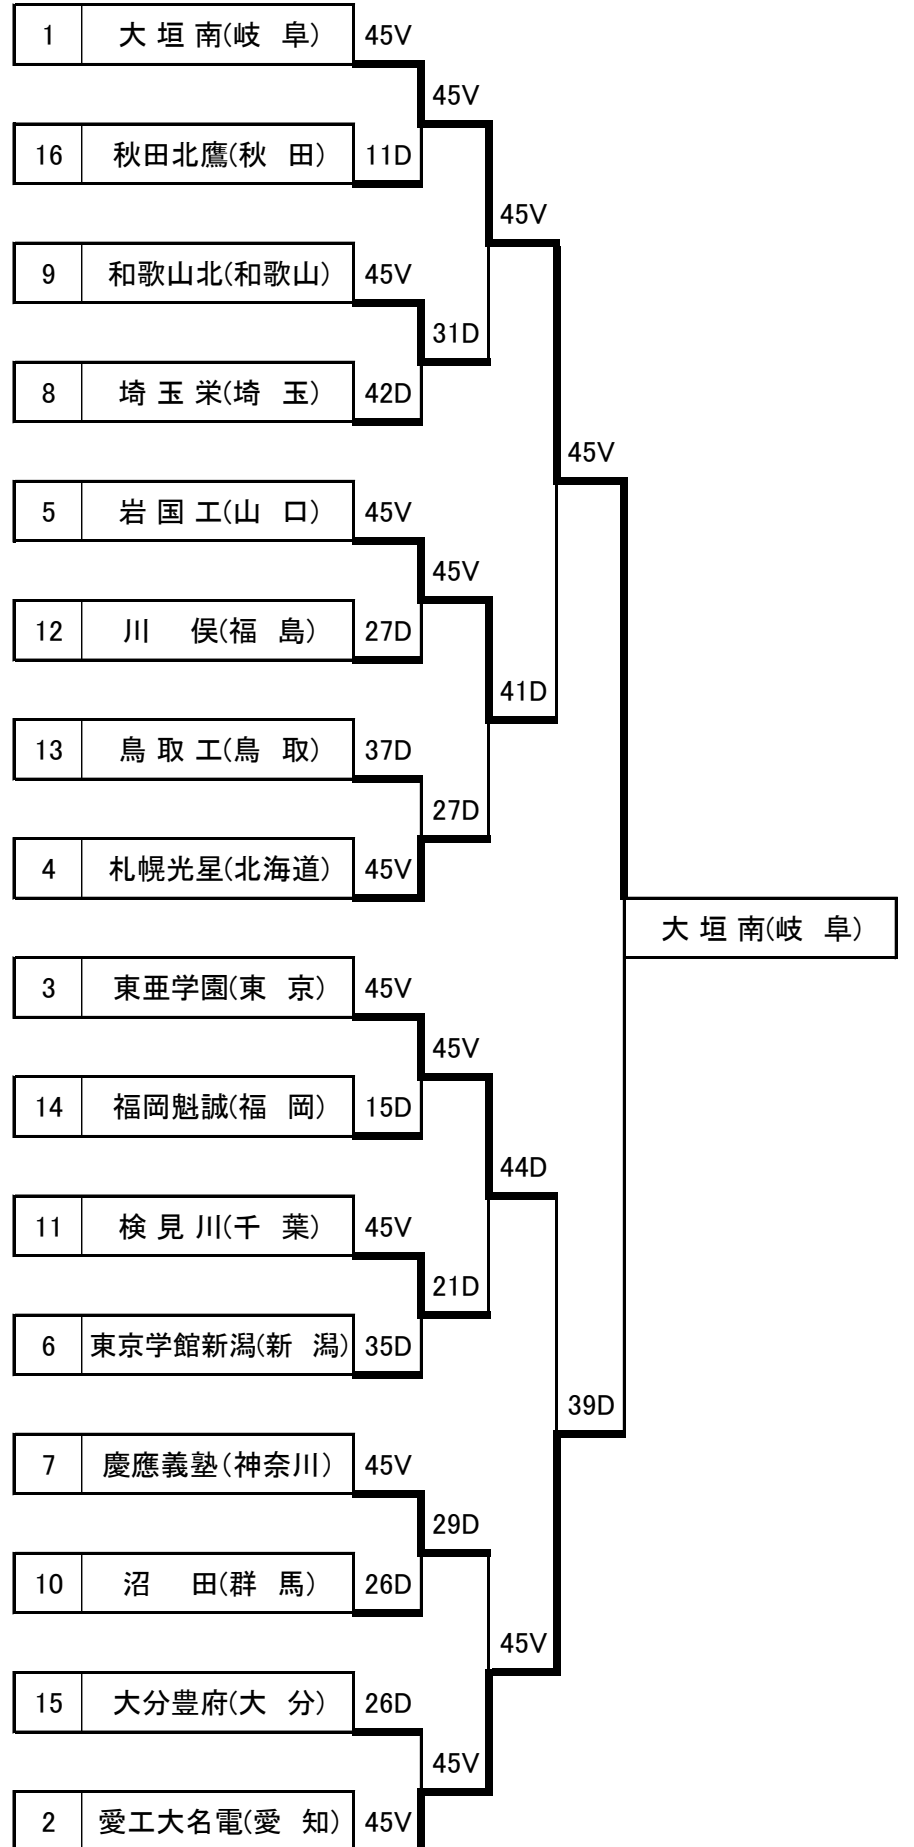 1 大 垣 南(岐 阜) 45V
45V
16 秋田北鷹(秋 田) 11D
45V
9 和歌山北(和歌山) 45V
31D
8 埼 玉 栄(埼 玉) 42D
45V
5 岩 国 工(山 口) 45V
45V
12 川 俣(福 島) 27D
41D
13 鳥 取 工(鳥 取) 37D
27D
4 札幌光星(北海道) 45V
大 垣 南(岐 阜)
3 東亜学園(東 京) 45V
45V
14 福岡魁誠(福 岡) 15D
44D
11 検 見 川(千 葉) 45V
21D
6 東京学館新潟(新 潟) 35D
39D
7 慶應義塾(神奈川) 45V
29D
10 沼 田(群 馬) 26D
45V
15 大分豊府(大 分) 26D
45V
2 愛工大名電(愛 知) 45V